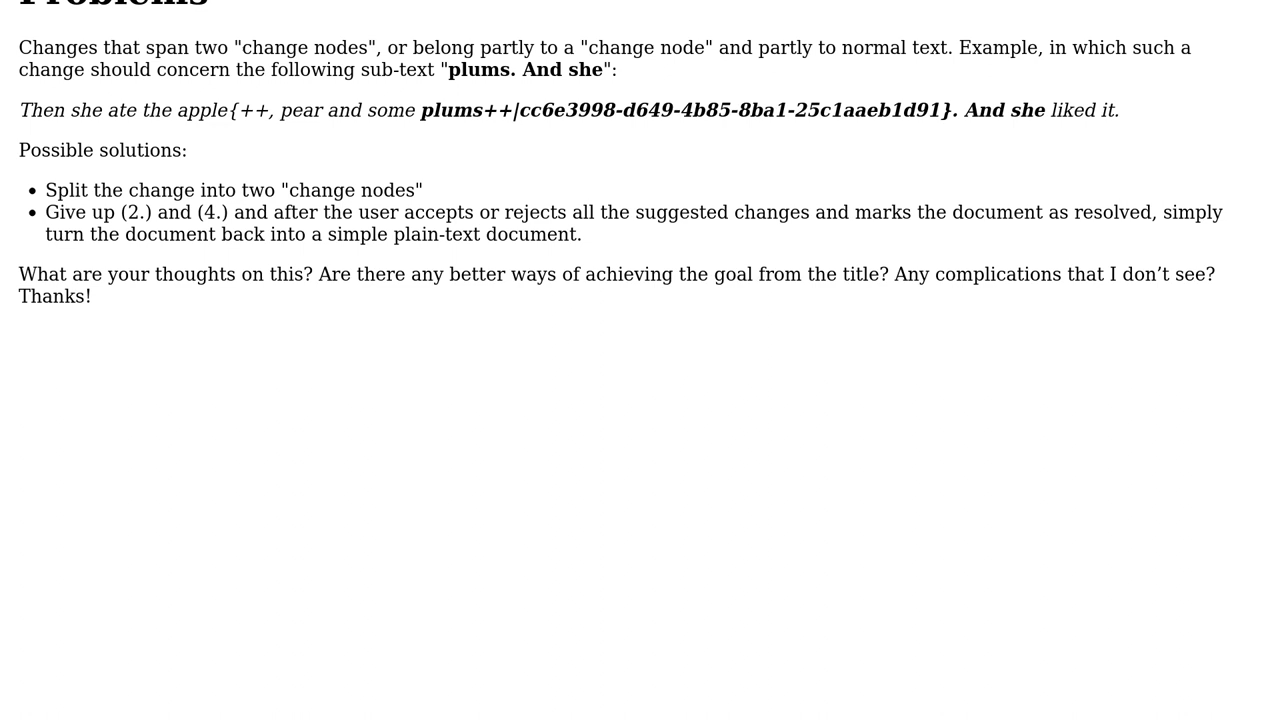 Problems
Changes that span two "change nodes", or belong partly to a "change node" and partly to normal text. Example, in which such a
change should concern the following sub-text "plums. And she":
Then she ate the apple{++, pear and some plums++|cc6e3998-d649-4b85-8ba1-25c1aaeb1d91}. And she liked it.
Possible solutions:
• Split the change into two "change nodes"
• Give up (2.) and (4.) and after the user accepts or rejects all the suggested changes and marks the document as resolved, simply
turn the document back into a simple plain-text document.
What are your thoughts on this? Are there any better ways of achieving the goal from the title? Any complications that I don’t see?
Thanks!